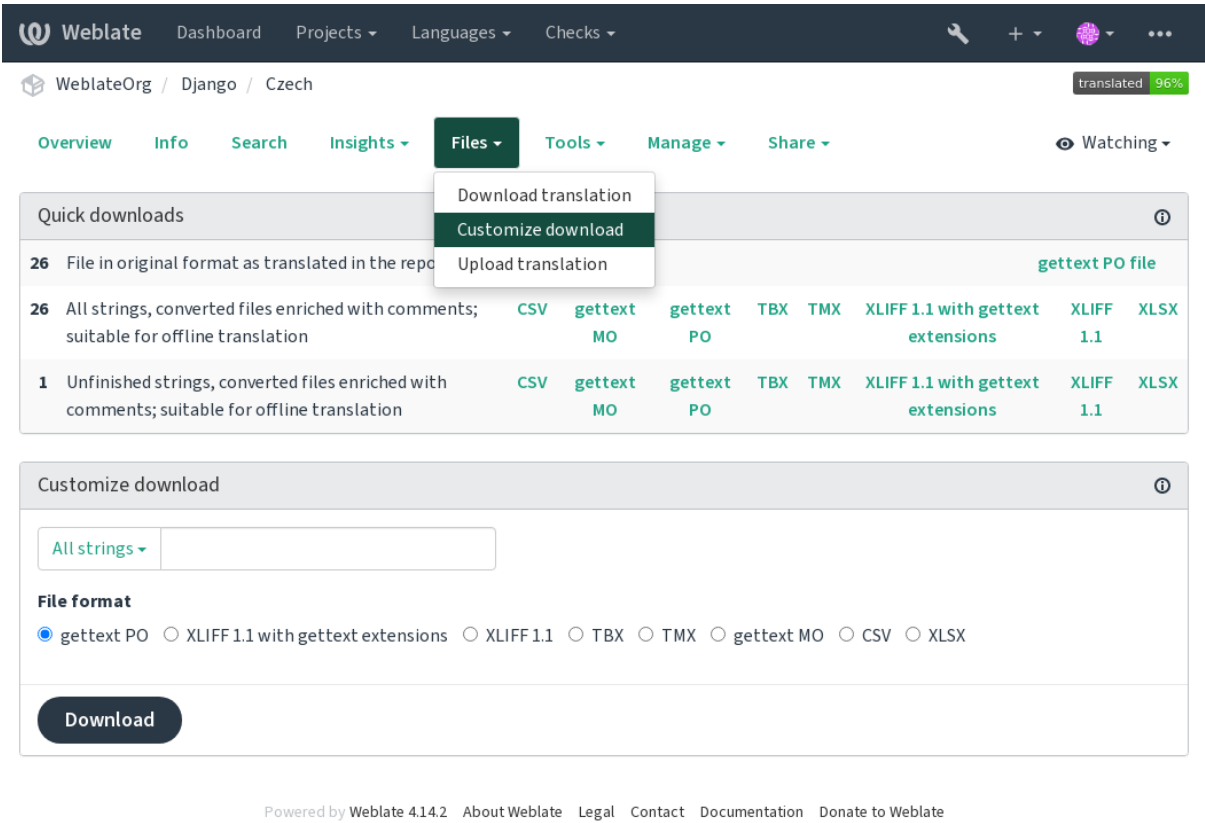 Weblate Dashboard Projects Languages Checks
WeblateOrg / Django / Czech translated 96%
Overview Info Search Insights Files Tools Manage Share Watching
Download translation
Customize download
Upload translation
Quick downloads
26 File in original format as translated in the repo gettext PO file
26 All strings, converted files enriched with comments; CSV gettext gettext TBX TMX XLIFF 1.1 with gettext XLIFF XLSX
suitable for offline translation MO PO extensions 1.1
1 Unfinished strings, converted files enriched with CSV gettext gettext TBX TMX XLIFF 1.1 with gettext XLIFF XLSX
comments; suitable for offline translation MO PO extensions 1.1
Customize download
All strings
File format
gettext PO XLIFF 1.1 with gettext extensions XLIFF 1.1 TBX TMX gettext MO CSV XLSX
Download
Powered by Weblate 4.14.2 About Weblate Legal Contact Documentation Donate to Weblate